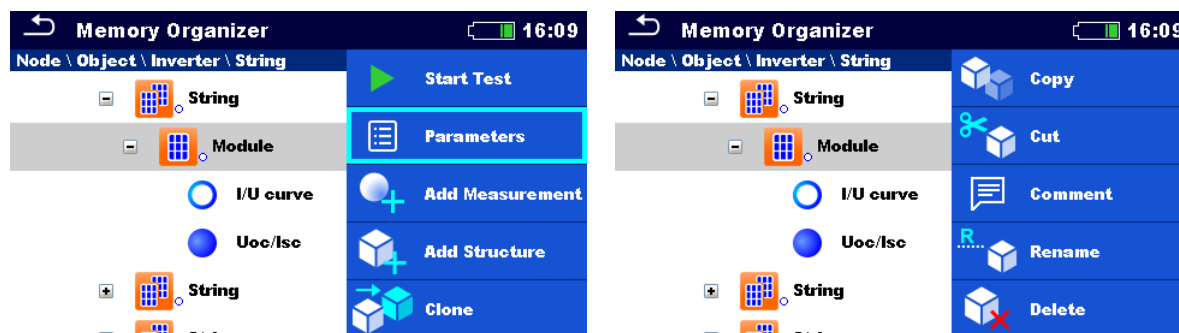 Memory Organizer 16:09
Node \ Object \ Inverter \ String
String
Module
I/U curve
Uoc/Isc
String
Start Test
Parameters
Add Measurement
Add Structure
Clone
Memory Organizer 16:09
Node \ Object \ Inverter \ String
String
Module
I/U curve
Uoc/Isc
String
Copy
Cut
Comment
R...
Rename
Delete